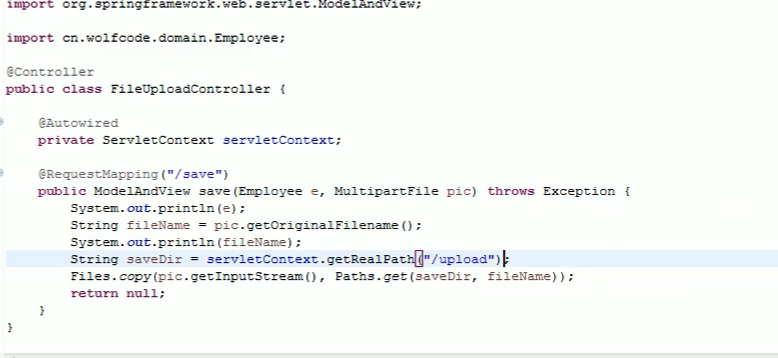 import org.springframework.web.servlet.ModelAndView;
import cn.wolfcode.domain.Employee;
@Controller
public class FileUploadController {
@Autowired
private ServletContext servletContext;
@RequestMapping("/save")
public ModelAndView save(Employee e, MultipartFile pic) throws Exception {
System.out.println(e);
String fileName = pic.getOriginalFilename();
System.out.println(fileName);
String saveDir = servletContext.getRealPath("/upload");
Files.copy(pic.getInputStream(), Paths.get(saveDir, fileName));
return null;
}
}